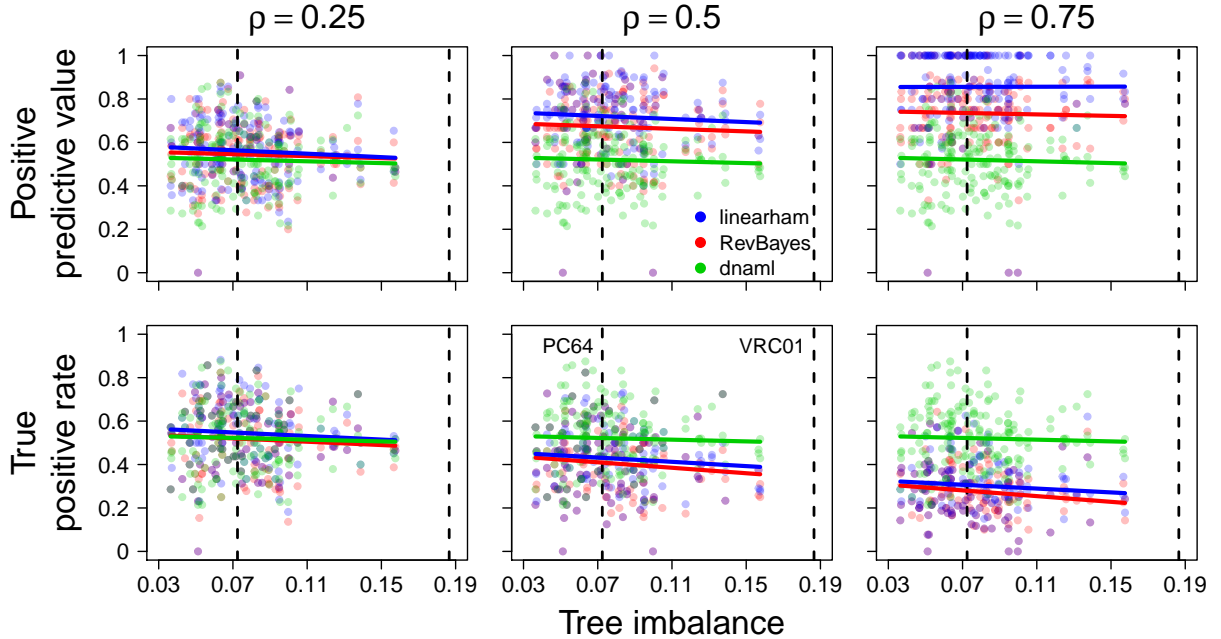 ρ = 0.25
ρ = 0.5
ρ = 0.75
Positive
predictive value
1
0.8
0.6
0.4
0.2
0
linearham
RevBayes
dnaml
True
positive rate
1
0.8
0.6
0.4
0.2
0
PC64
VRC01
0.03 0.07 0.11 0.15 0.19
0.03 0.07 0.11 0.15 0.19
0.03 0.07 0.11 0.15 0.19
Tree imbalance